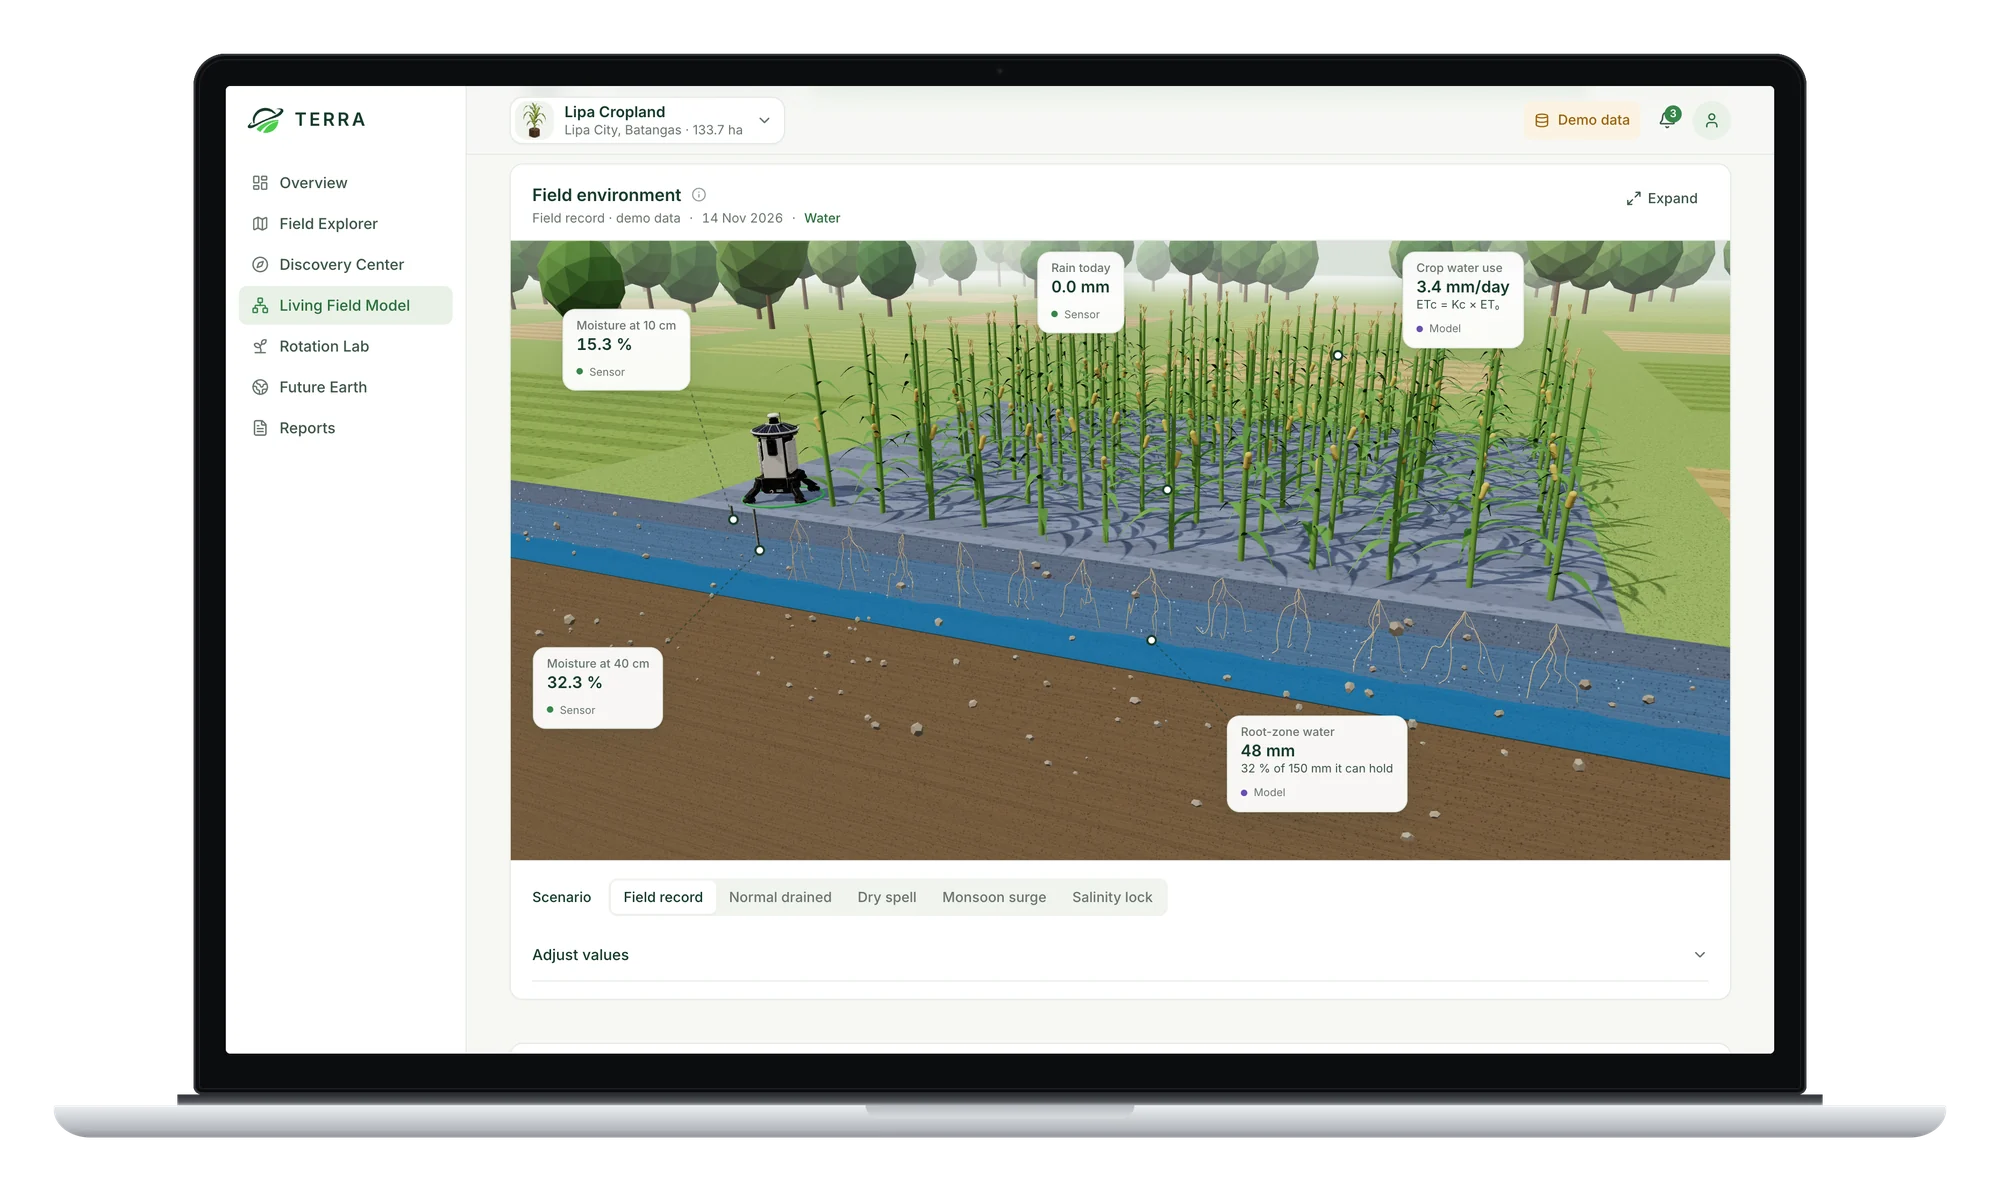 TERRA
Overview
Field Explorer
Discovery Center
Living Field Model
Rotation Lab
Future Earth
Reports
Lipa Cropland
Lipa City, Batangas · 133.7 ha
Demo data
3
Field environment
Field record · demo data · 14 Nov 2026 · Water
Expand
Rain today
0.0 mm
Sensor
Crop water use
3.4 mm/day
ETc = Kc × ET₀
Model
Moisture at 10 cm
15.3 %
Sensor
Moisture at 40 cm
32.3 %
Sensor
Root-zone water
48 mm
32 % of 150 mm it can hold
Model
Scenario
Field record
Normal drained
Dry spell
Monsoon surge
Salinity lock
Adjust values